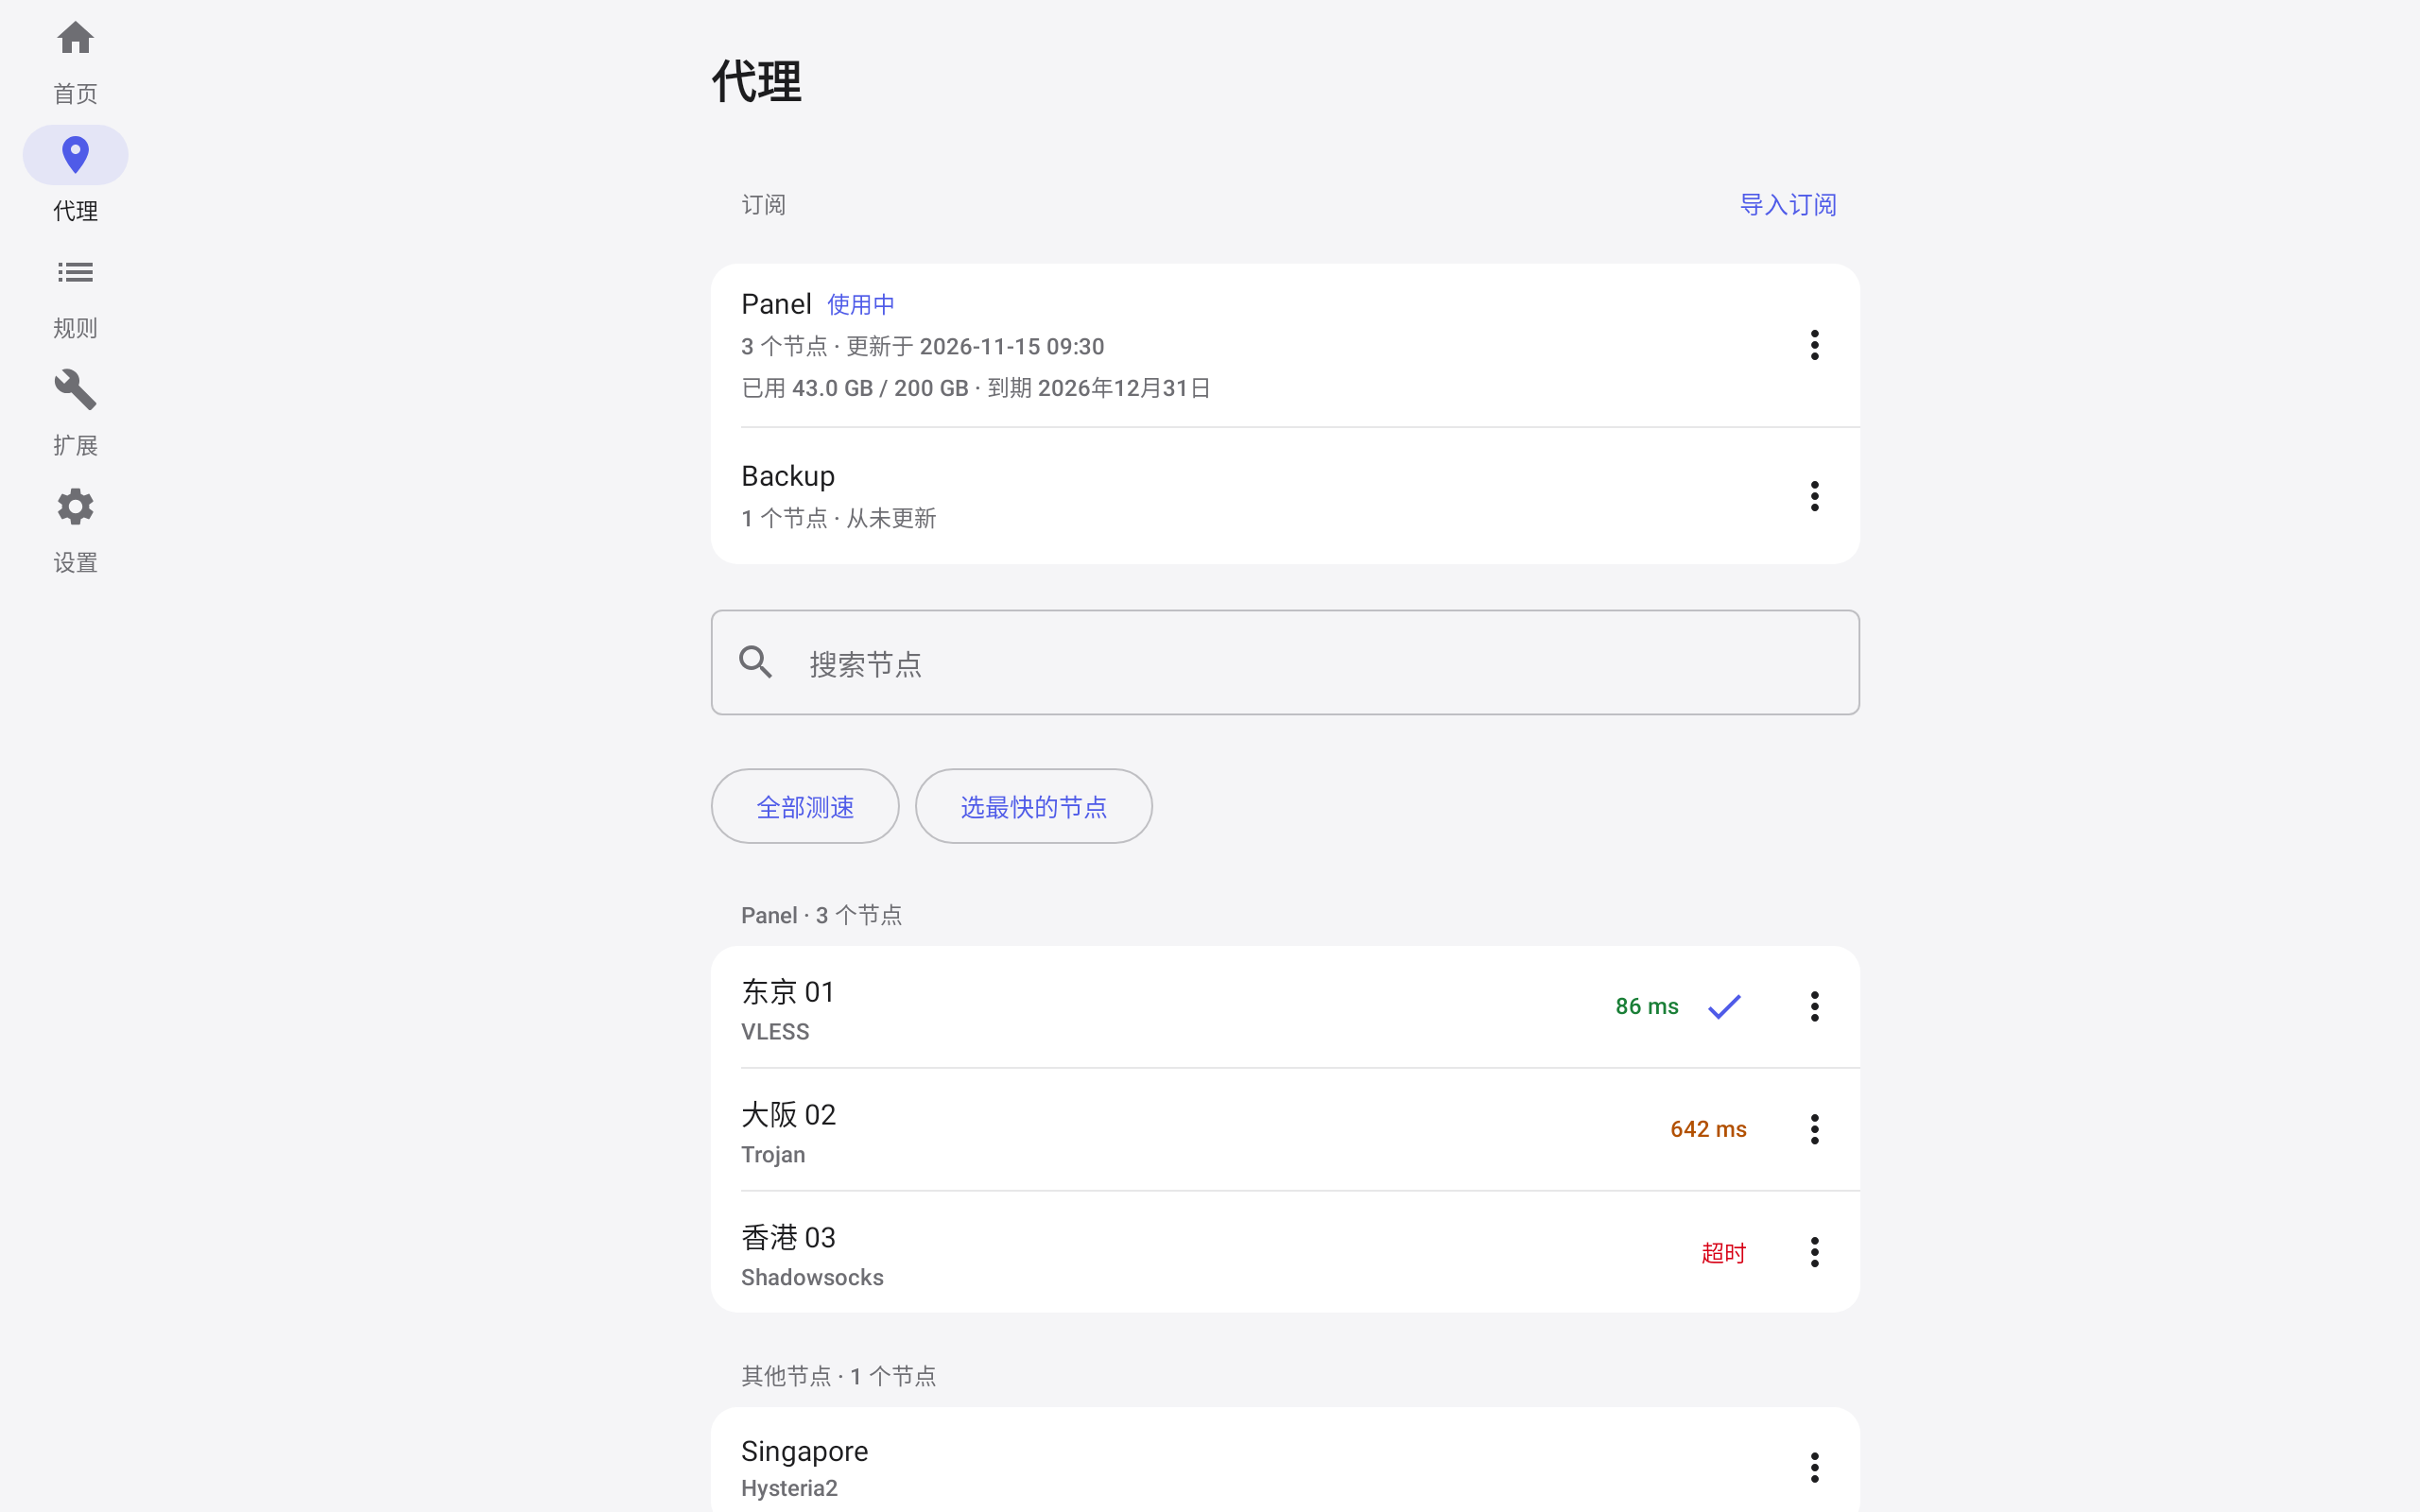 首页
代理
规则
扩展
设置
代理
订阅
导入订阅
Panel 使用中
3 个节点 · 更新于 2026-11-15 09:30
已用 43.0 GB / 200 GB · 到期 2026年12月31日
Backup
1 个节点 · 从未更新
搜索节点
全部测速
选最快的节点
Panel · 3 个节点
东京 01
VLESS
86 ms
大阪 02
Trojan
642 ms
香港 03
Shadowsocks
超时
其他节点 · 1 个节点
Singapore
Hysteria2